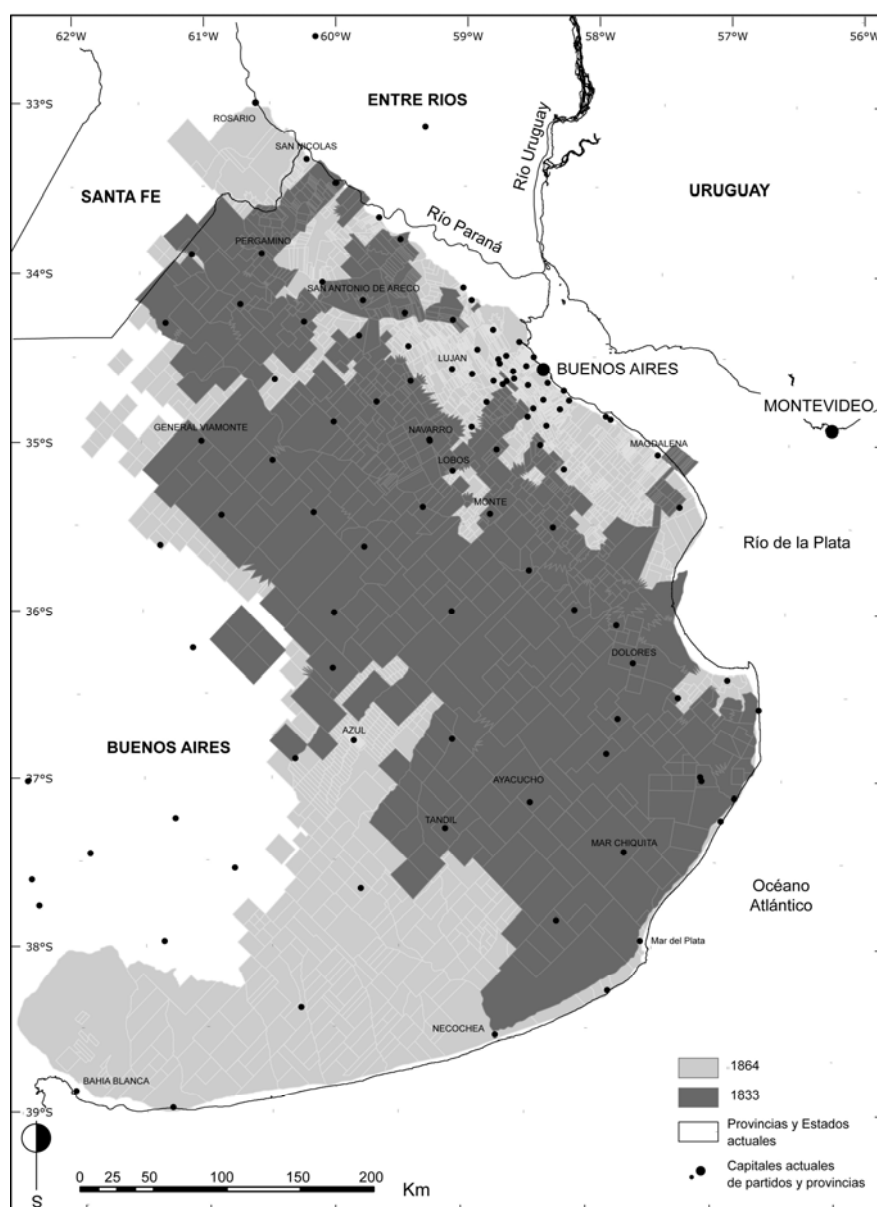 62°W 61°W 60°W 59°W 58°W 57°W 56°W
33°S
ROSARIO
ENTRE RIOS
SAN NICOLAS
Río Uruguay
SANTA FE
URUGUAY
Río Paraná
PERGAMINO
34°S
SAN ANTONIO DE ARECO
LUJAN
BUENOS AIRES
MONTEVIDEO
GENERAL VIAMONTE
NAVARRO
35°S
MAGDALENA
LOBOS
MONTE
Río de la Plata
36°S
DOLORES
AZUL
BUENOS AIRES
37°S
AYACUCHO
TANDIL
MAR CHIQUITA
Océano
Atlántico
38°S
Mar del Plata
NECOCHEA
1864
BAHIA BLANCA
1833
39°S
Provincias y Estados
actuales
Capitales actuales
de partidos y provincias
0 25 50 100 150 200
Km
S